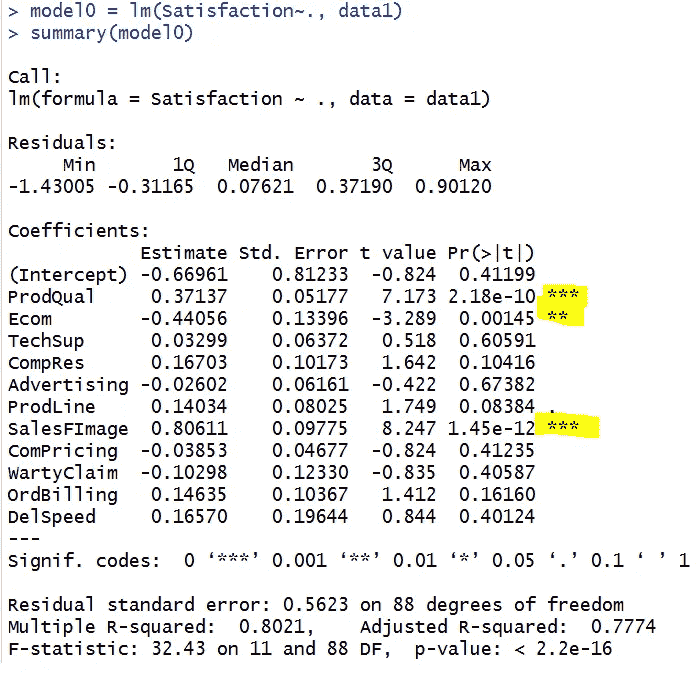 > model0 = lm(Satisfaction~., data1)
> summary(model0)
Call:
lm(formula = Satisfaction ~ ., data = data1)
Residuals:
     Min       1Q   Median       3Q      Max
-1.43005 -0.31165  0.07621  0.37190  0.90120
Coefficients:
            Estimate Std. Error t value Pr(>|t|)
(Intercept) -0.66961    0.81233  -0.824  0.41199
ProdQual     0.37137    0.05177   7.173 2.18e-10 ***
Ecom        -0.44056    0.13396  -3.289  0.00145 **
TechSup      0.03299    0.06372   0.518  0.60591
CompRes      0.16703    0.10173   1.642  0.10416
Advertising -0.02602    0.06161  -0.422  0.67382
ProdLine     0.14034    0.08025   1.749  0.08384 .
SalesFImage  0.80611    0.09775   8.247 1.45e-12 ***
ComPricing  -0.03853    0.04677  -0.824  0.41235
WartyClaim  -0.10298    0.12330  -0.835  0.40587
OrdBilling   0.14635    0.10367   1.412  0.16160
DelSpeed     0.16570    0.19644   0.844  0.40124
---
Signif. codes:  0 ‘***’ 0.001 ‘**’ 0.01 ‘*’ 0.05 ‘.’ 0.1 ‘ ’ 1
Residual standard error: 0.5623 on 88 degrees of freedom
Multiple R-squared:  0.8021,    Adjusted R-squared:  0.7774
F-statistic: 32.43 on 11 and 88 DF,  p-value: < 2.2e-16